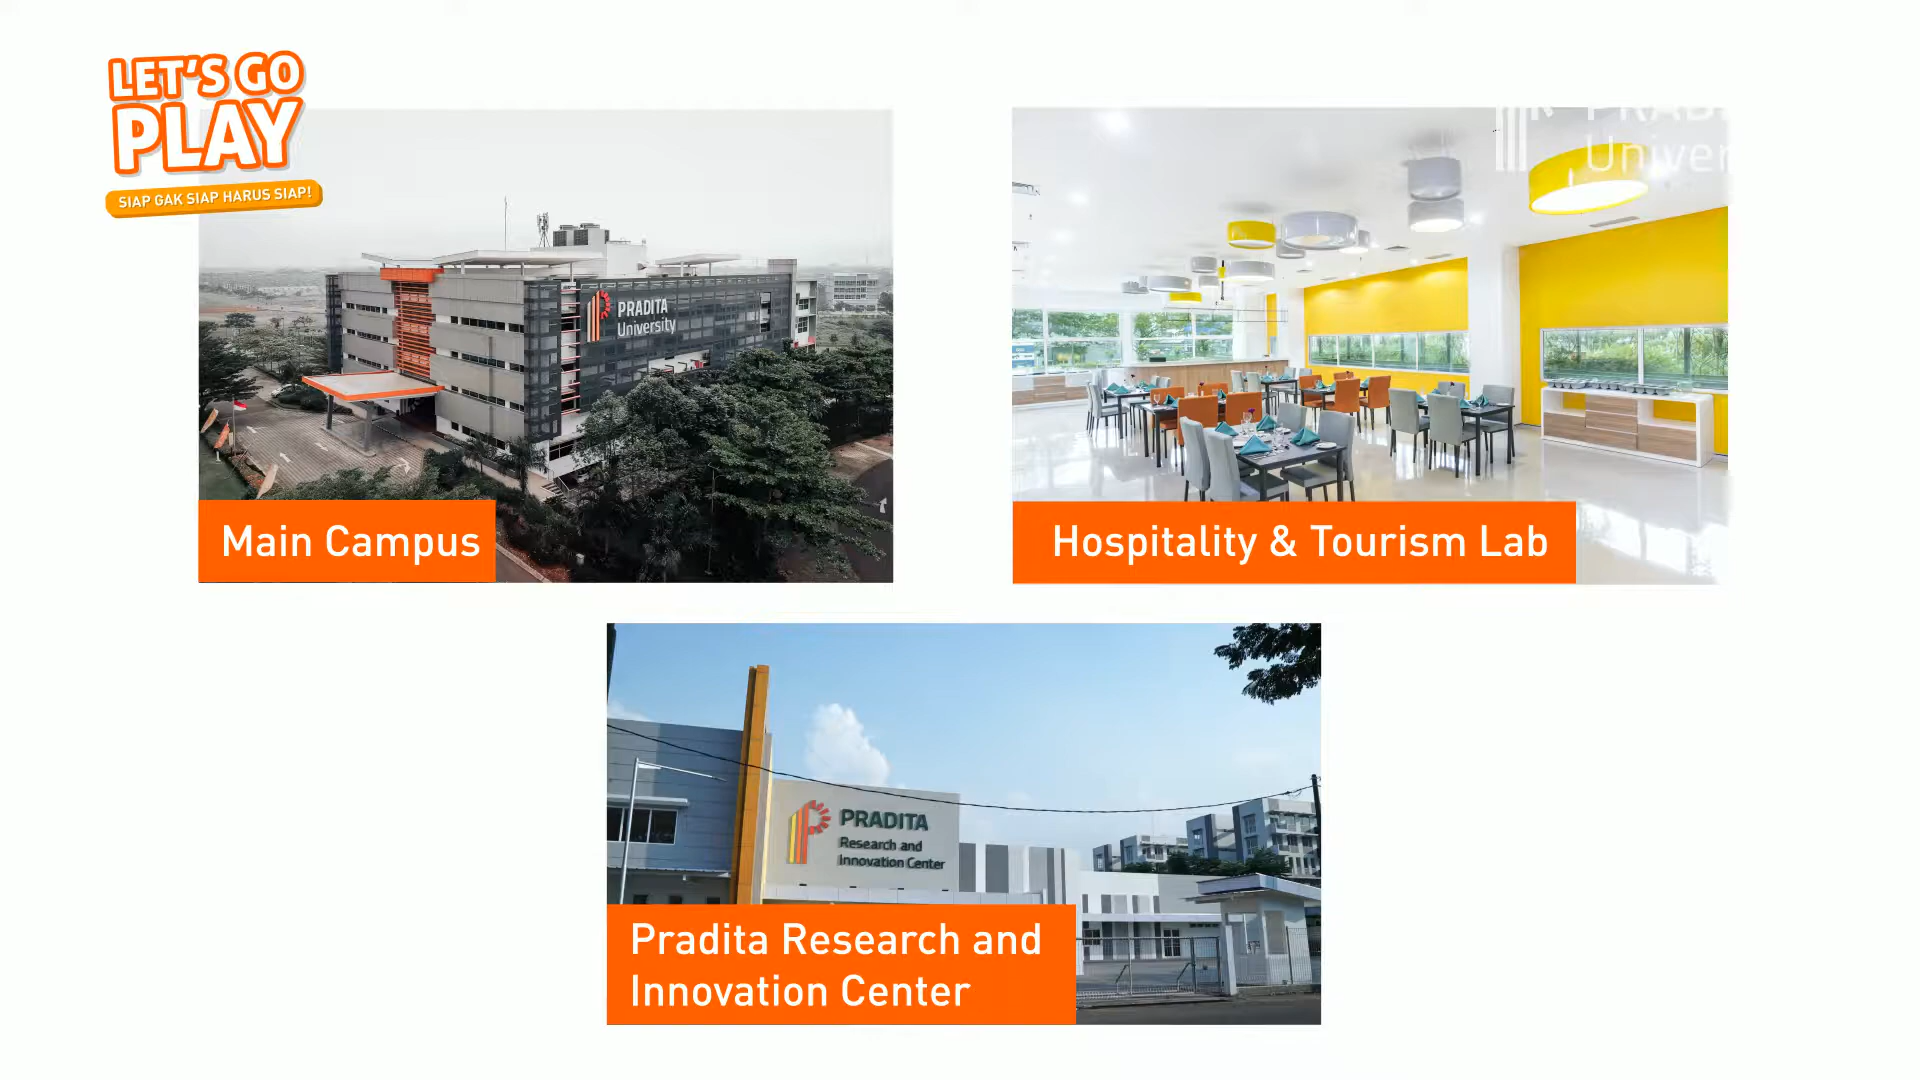 LET'S GO
PLAY
SIAP GAK SIAP HARUS SIAP!
PRADITA
University
Main Campus
Hospitality & Tourism Lab
PRADITA
Research and
Innovation Center
Pradita Research and
Innovation Center